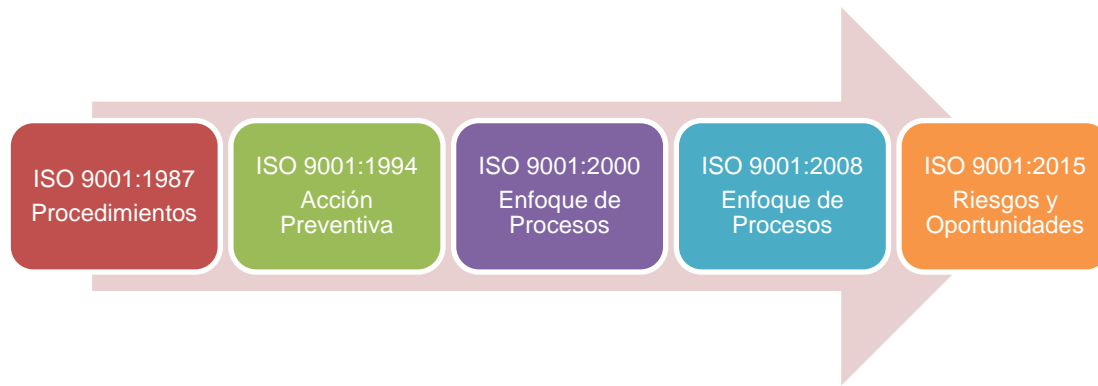 ISO 9001:1987
Procedimientos
ISO 9001:1994
Acción
Preventiva
ISO 9001:2000
Enfoque de
Procesos
ISO 9001:2008
Enfoque de
Procesos
ISO 9001:2015
Riesgos y
Oportunidades